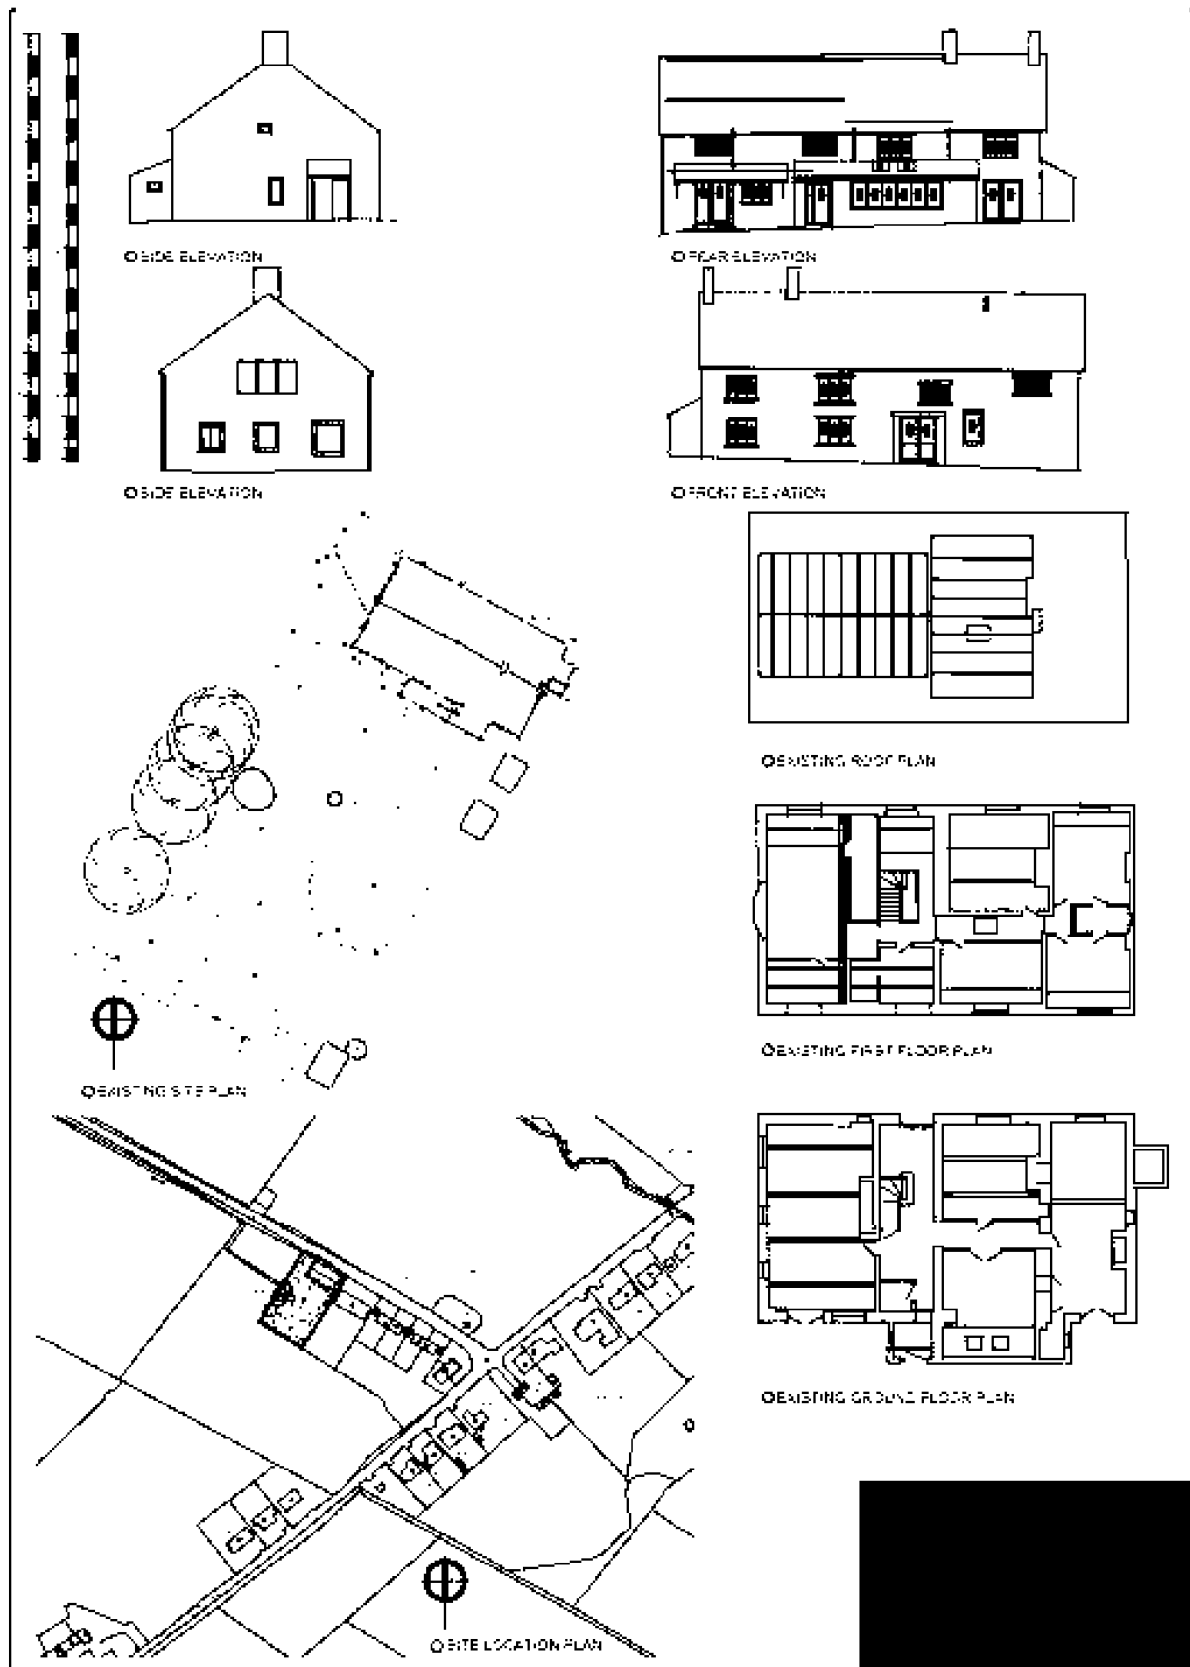 SIDE ELEVATION
REAR ELEVATION
SIDE ELEVATION
FRONT ELEVATION
EXISTING ROOF PLAN
EXISTING FIRST FLOOR PLAN
EXISTING SITE PLAN
EXISTING GROUND FLOOR PLAN
SITE LOCATION PLAN